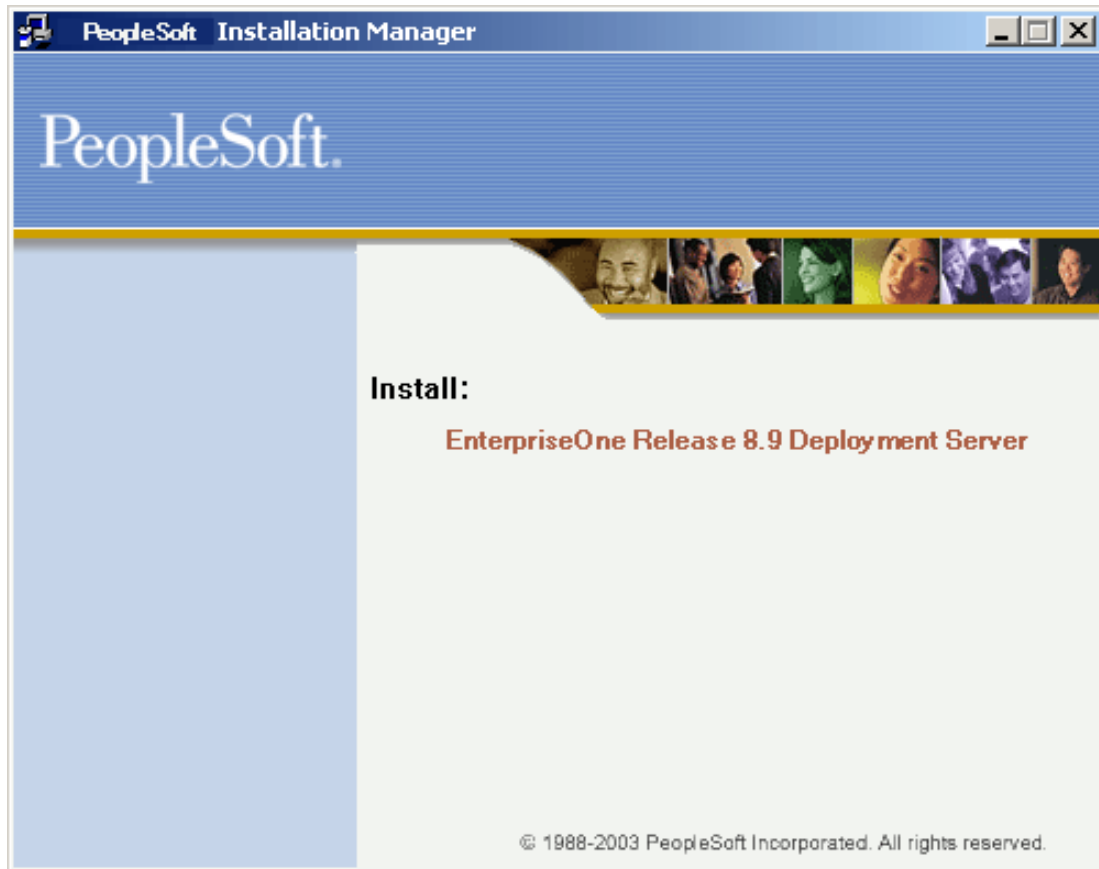 PeopleSoft Installation Manager
PeopleSoft.
Install:
EnterpriseOne Release 8.9 Deployment Server
© 1988-2003 PeopleSoft Incorporated. All rights reserved.